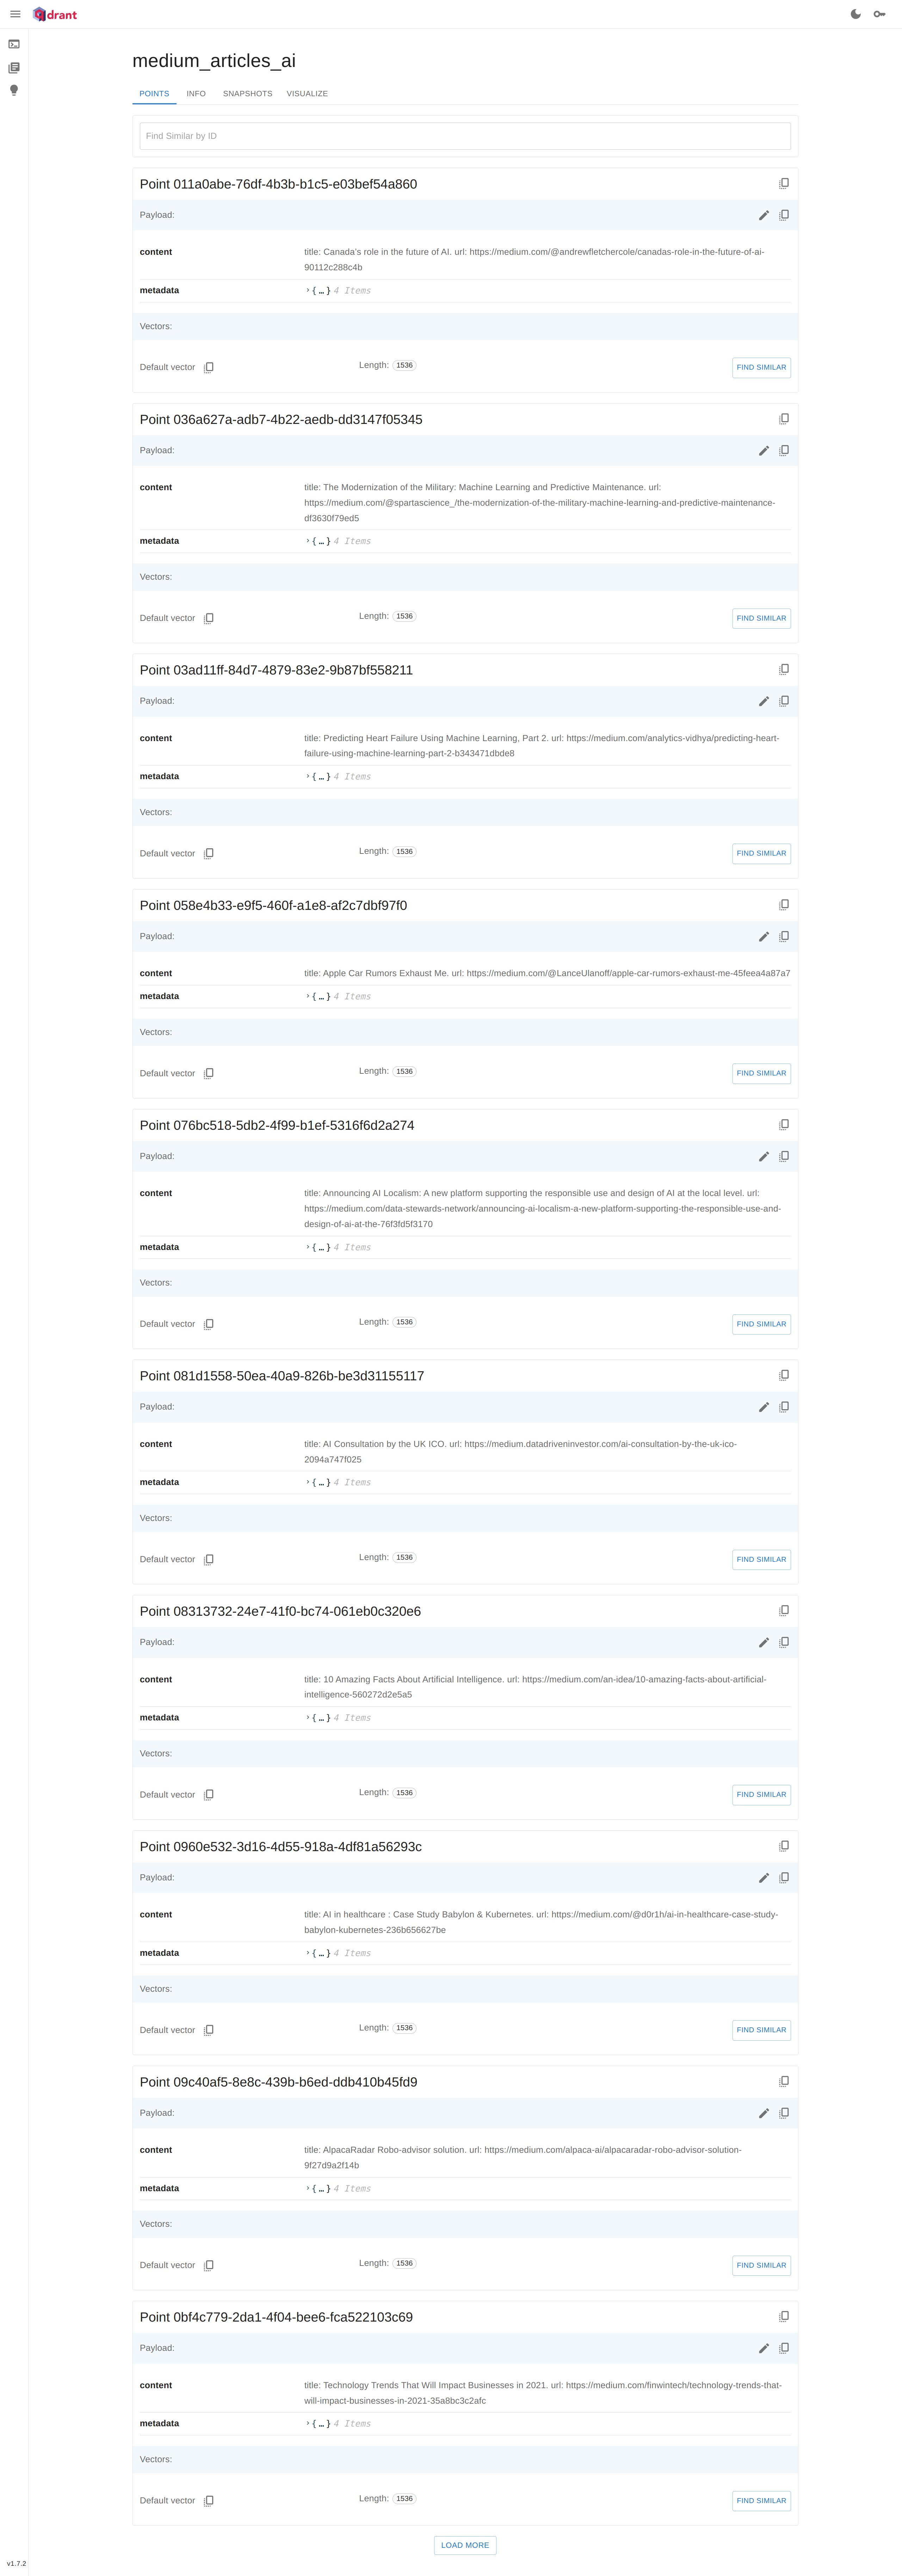 qdrant
medium_articles_ai
POINTS INFO SNAPSHOTS VISUALIZE
Find Similar by ID
Point 011a0abe-76df-4b3b-b1c5-e03bef54a860
Payload:
content title: Canada's role in the future of AI. url: https://medium.com/@andrewfletchercole/canadas-role-in-the-future-of-ai-
90112c288c4b
metadata {...} 4 Items
Vectors:
Default vector Length: 1536 FIND SIMILAR
Point 036a627a-adb7-4b22-aedb-dd3147f05345
Payload:
content title: The Modernization of the Military: Machine Learning and Predictive Maintenance. url:
https://medium.com/@spartascience_/the-modernization-of-the-military-machine-learning-and-predictive-maintenance-
df3630f79ed5
metadata {...} 4 Items
Vectors:
Default vector Length: 1536 FIND SIMILAR
Point 03ad11ff-84d7-4879-83e2-9b87bf558211
Payload:
content title: Predicting Heart Failure Using Machine Learning, Part 2. url: https://medium.com/analytics-vidhya/predicting-heart-
failure-using-machine-learning-part-2-b343471dbde8
metadata {...} 4 Items
Vectors:
Default vector Length: 1536 FIND SIMILAR
Point 058e4b33-e9f5-460f-a1e8-af2c7dbf97f0
Payload:
content title: Apple Car Rumors Exhaust Me. url: https://medium.com/@LanceUlanoff/apple-car-rumors-exhaust-me-45feea4a87a7
metadata {...} 4 Items
Vectors:
Default vector Length: 1536 FIND SIMILAR
Point 076bc518-5db2-4f99-b1ef-5316f6d2a274
Payload:
content title: Announcing AI Localism: A new platform supporting the responsible use and design of AI at the local level. url:
https://medium.com/data-stewards-network/announcing-ai-localism-a-new-platform-supporting-the-responsible-use-and-
design-of-ai-at-the-76f3fd5f3170
metadata {...} 4 Items
Vectors:
Default vector Length: 1536 FIND SIMILAR
Point 081d1558-50ea-40a9-826b-be3d31155117
Payload:
content title: AI Consultation by the UK ICO. url: https://medium.datadriveninvestor.com/ai-consultation-by-the-uk-ico-
2094a747f025
metadata {...} 4 Items
Vectors:
Default vector Length: 1536 FIND SIMILAR
Point 08313732-24e7-41f0-bc74-061eb0c320e6
Payload:
content title: 10 Amazing Facts About Artificial Intelligence. url: https://medium.com/an-idea/10-amazing-facts-about-artificial-
intelligence-560272d2e5a5
metadata {...} 4 Items
Vectors:
Default vector Length: 1536 FIND SIMILAR
Point 0960e532-3d16-4d55-918a-4df81a56293c
Payload:
content title: AI in healthcare : Case Study Babylon & Kubernetes. url: https://medium.com/@d0r1h/ai-in-healthcare-case-study-
babylon-kubernetes-236b656627be
metadata {...} 4 Items
Vectors:
Default vector Length: 1536 FIND SIMILAR
Point 09c40af5-8e8c-439b-b6ed-ddb410b45fd9
Payload:
content title: AlpacaRadar Robo-advisor solution. url: https://medium.com/alpaca-ai/alpacaradar-robo-advisor-solution-
9f27d9a2f14b
metadata {...} 4 Items
Vectors:
Default vector Length: 1536 FIND SIMILAR
Point 0bf4c779-2da1-4f04-bee6-fca522103c69
Payload:
content title: Technology Trends That Will Impact Businesses in 2021. url: https://medium.com/finwintech/technology-trends-that-
will-impact-businesses-in-2021-35a8bc3c2afc
metadata {...} 4 Items
Vectors:
Default vector Length: 1536 FIND SIMILAR
LOAD MORE
v1.7.2